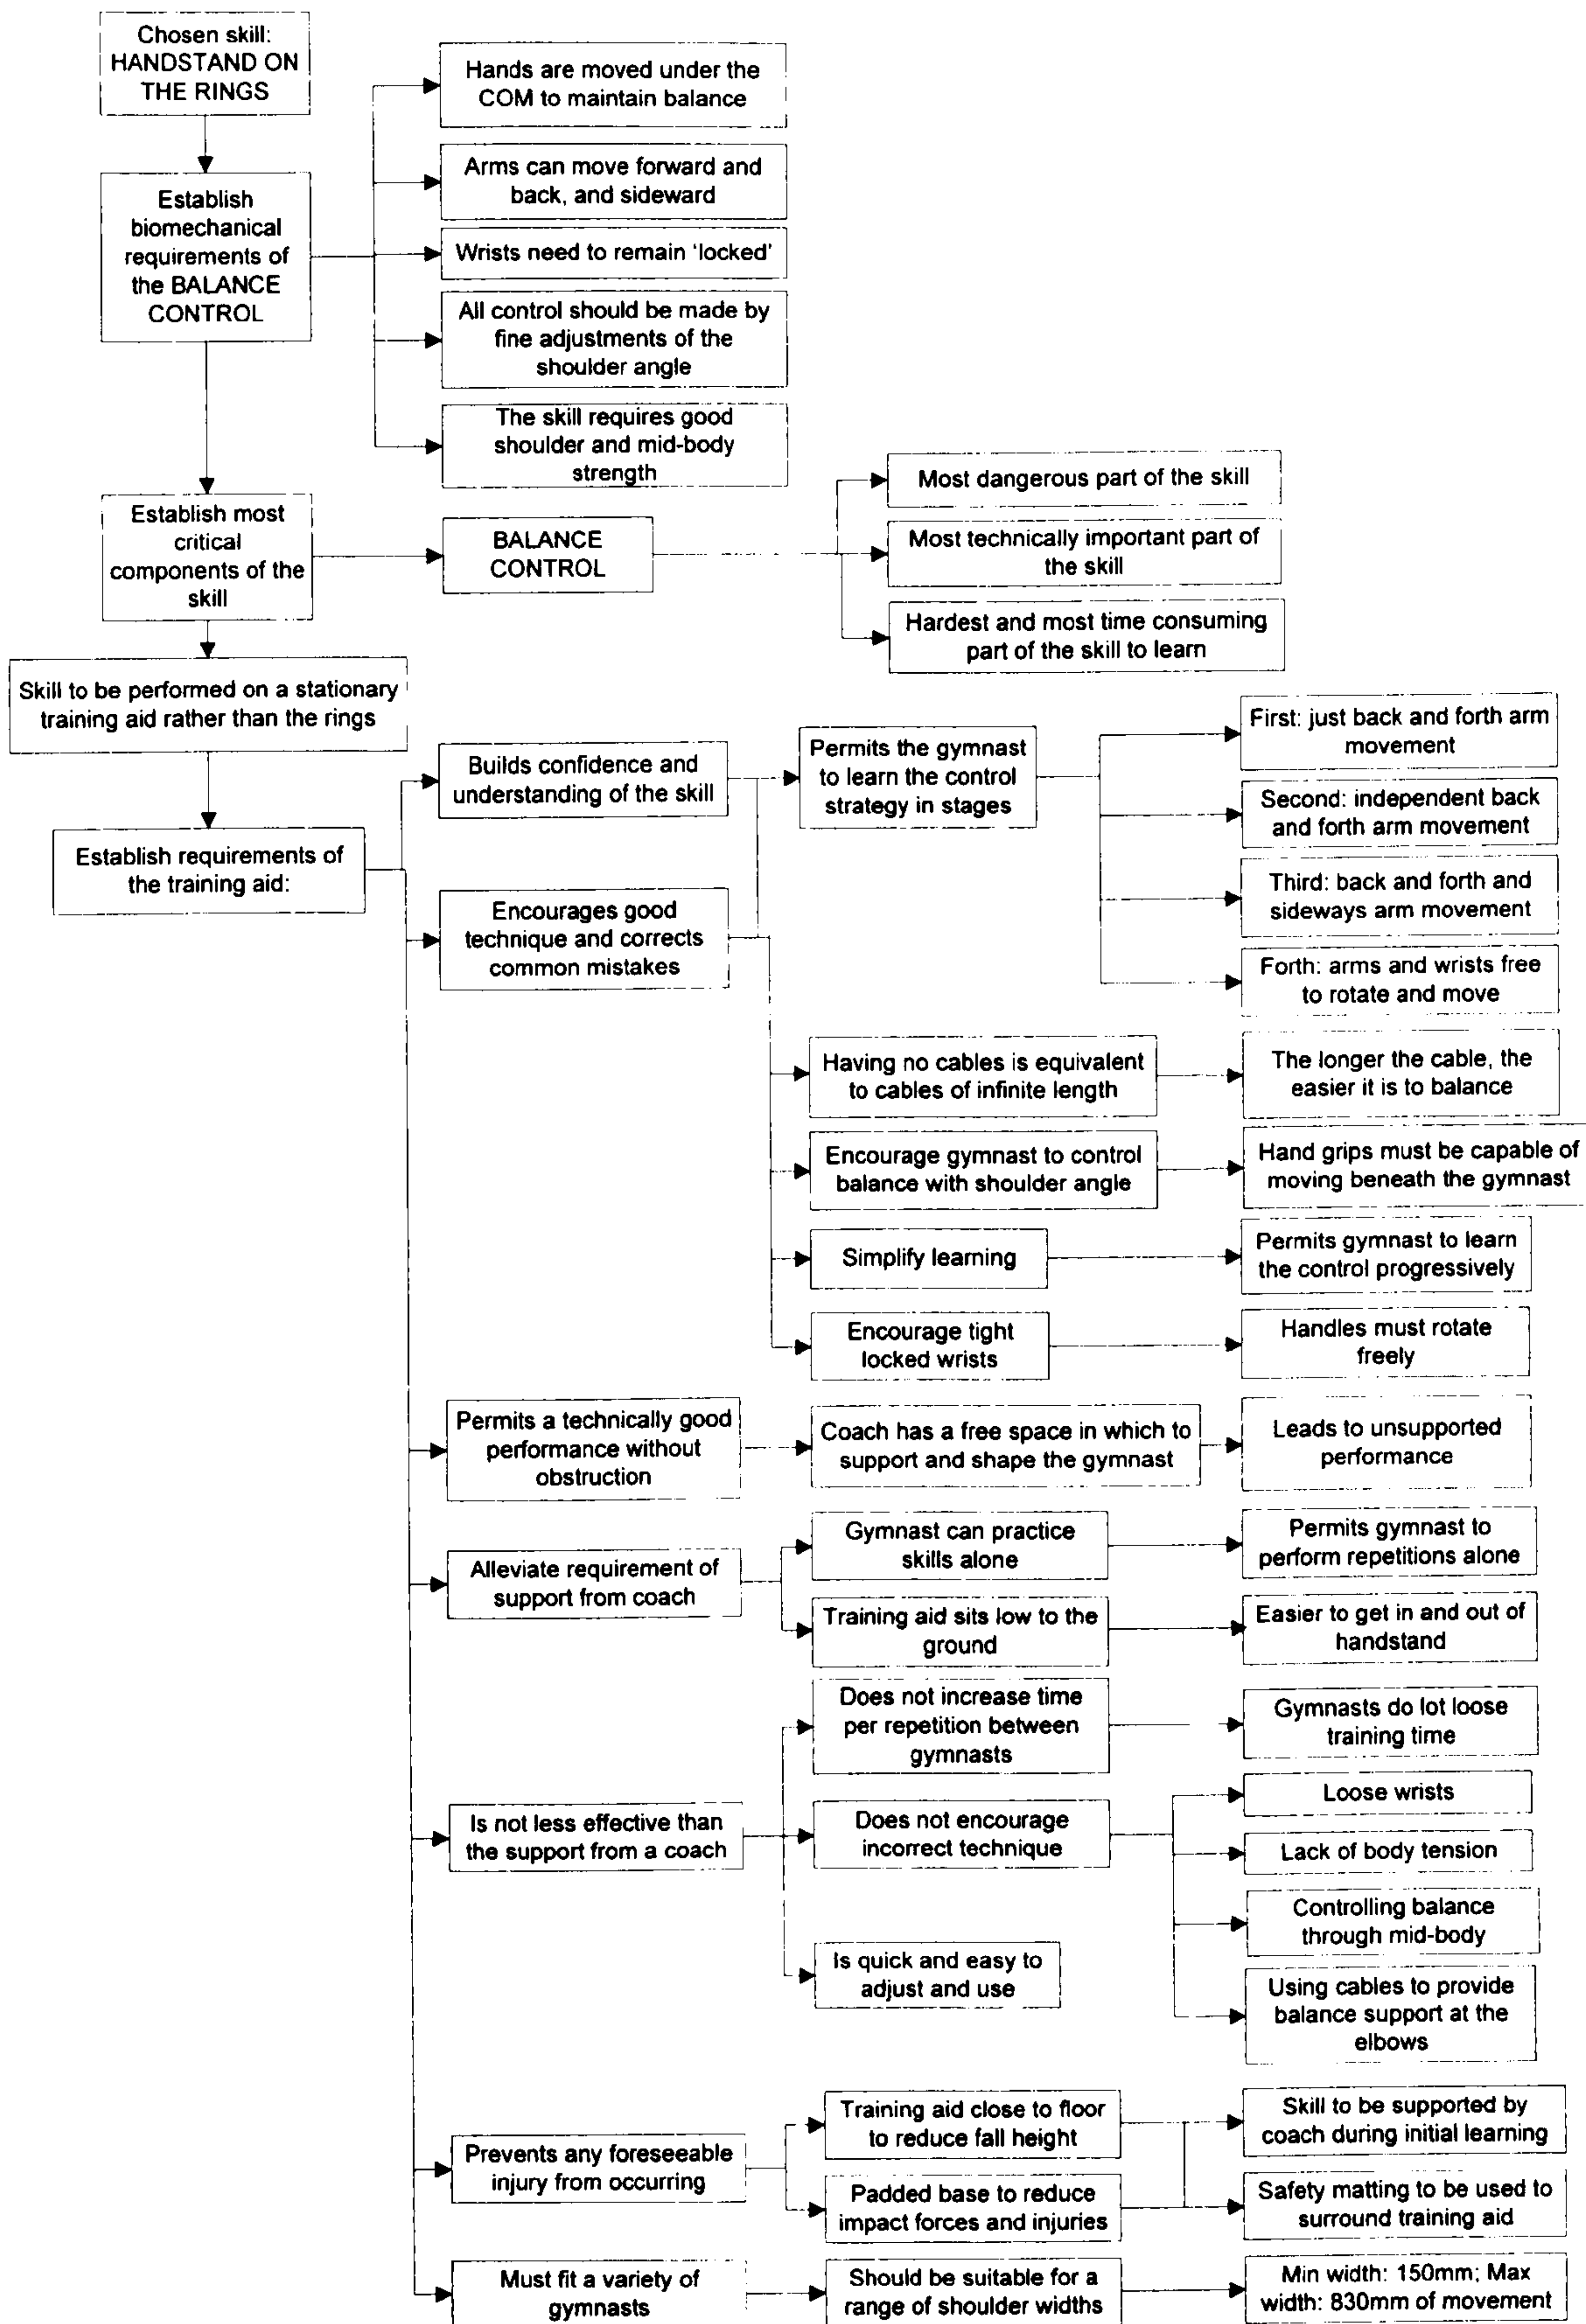 Chosen skill:
HANDSTAND ON
THE RINGS
Hands are moved under the
COM to maintain balance
Arms can move forward and
back, and sideward
Establish
biomechanical
requirements of
the BALANCE
CONTROL
Wrists need to remain ‘locked’
All control should be made by
fine adjustments of the
shoulder angle
The skill requires good
shoulder and mid-body
strength
Establish most
critical
components of the
skill
BALANCE
CONTROL
Most dangerous part of the skill
Most technically important part of
the skill
Hardest and most time consuming
part of the skill to learn
Skill to be performed on a stationary
training aid rather than the rings
Establish requirements of
the training aid:
Builds confidence and
understanding of the skill
Encourages good
technique and corrects
common mistakes
Permits the gymnast
to learn the control
strategy in stages
First: just back and forth arm
movement
Second: independent back
and forth arm movement
Third: back and forth and
sideways arm movement
Forth: arms and wrists free
to rotate and move
Having no cables is equivalent
to cables of infinite length
The longer the cable, the
easier it is to balance
Encourage gymnast to control
balance with shoulder angle
Hand grips must be capable of
moving beneath the gymnast
Simplify learning
Permits gymnast to learn
the control progressively
Encourage tight
locked wrists
Handles must rotate
freely
Permits a technically good
performance without
obstruction
Coach has a free space in which to
support and shape the gymnast
Leads to unsupported
performance
Alleviate requirement of
support from coach
Gymnast can practice
skills alone
Permits gymnast to
perform repetitions alone
Training aid sits low to the
ground
Easier to get in and out of
handstand
Is not less effective than
the support from a coach
Does not increase time
per repetition between
gymnasts
Gymnasts do lot loose
training time
Does not encourage
incorrect technique
Loose wrists
Lack of body tension
Controlling balance
through mid-body
Using cables to provide
balance support at the
elbows
Is quick and easy to
adjust and use
Prevents any foreseeable
injury from occurring
Training aid close to floor
to reduce fall height
Skill to be supported by
coach during initial learning
Padded base to reduce
impact forces and injuries
Safety matting to be used to
surround training aid
Must fit a variety of
gymnasts
Should be suitable for a
range of shoulder widths
Min width: 150mm; Max
width: 830mm of movement